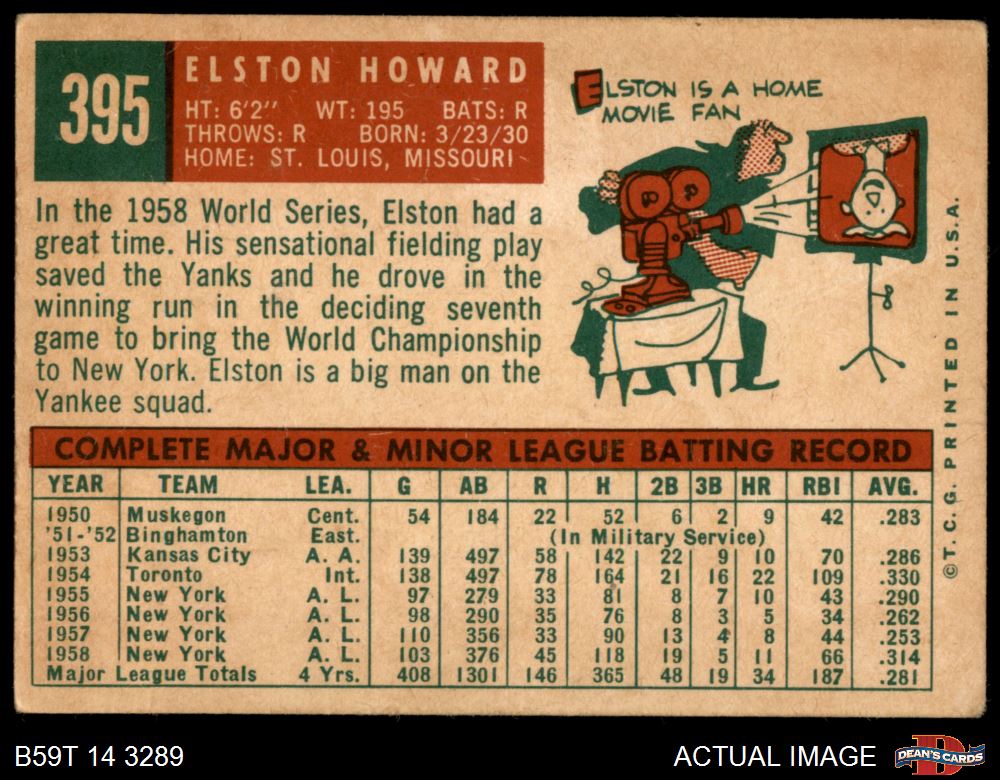 395
ELSTON HOWARD
HT: 6'2" WT: 195 BATS: R
THROWS: R BORN: 3/23/30
HOME: ST. LOUIS, MISSOURI
ELSTON IS A HOME
MOVIE FAN
In the 1958 World Series, Elston had a
great time. His sensational fielding play
saved the Yanks and he drove in the
winning run in the deciding seventh
game to bring the World Championship
to New York. Elston is a big man on the
Yankee squad.
COMPLETE MAJOR & MINOR LEAGUE BATTING RECORD
YEAR TEAM LEA. G AB R H 2B 3B HR RBI AVG.
1950 Muskegon Cent. 54 184 22 52 6 2 9 42 .283
'51-'52 Binghamton East. (In Military Service)
1953 Kansas City A. A. 139 497 58 142 22 9 10 70 .286
1954 Toronto Int. 138 497 78 164 21 16 22 109 .330
1955 New York A. L. 97 279 33 81 8 7 10 43 .290
1956 New York A. L. 98 290 35 76 8 3 5 34 .262
1957 New York A. L. 110 356 33 90 13 4 8 44 .253
1958 New York A. L. 103 376 45 118 19 5 11 66 .314
Major League Totals 4 Yrs. 408 1301 146 365 48 19 34 187 .281
©T. C. G. PRINTED IN U.S.A.
B59T 14 3289
ACTUAL IMAGE
D
DEAN'S CARDS